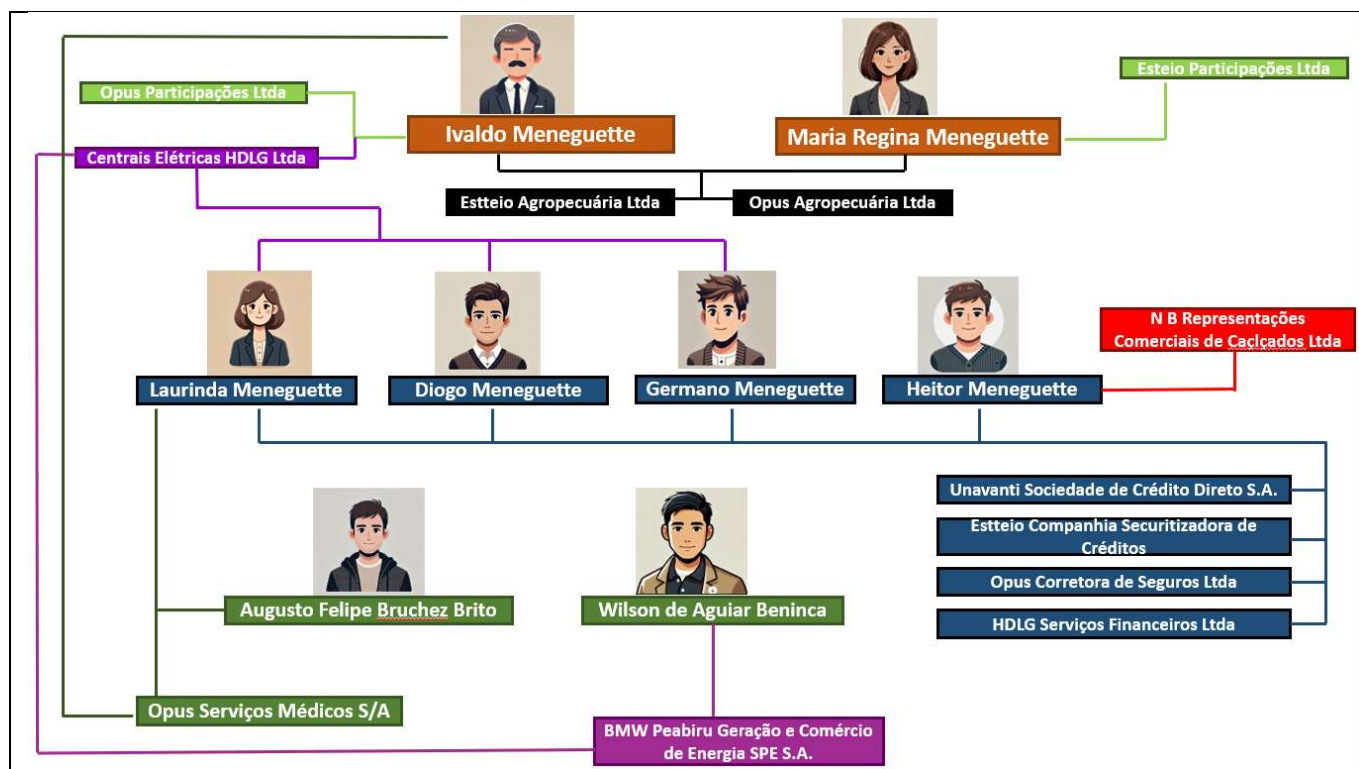 Opus Participações Ltda
Esteio Participações Ltda
Ivaldo Meneguette
Maria Regina Meneguette
Centrais Elétricas HDLG Ltda
Estteio Agropecuária Ltda
Opus Agropecuária Ltda
N B Representações
Comerciais de Caçlçados Ltda
Laurinda Meneguette
Diogo Meneguette
Germano Meneguette
Heitor Meneguette
Unavanti Sociedade de Crédito Direto S.A.
Estteio Companhia Securitizadora de
Créditos
Opus Corretora de Seguros Ltda
HDLG Serviços Financeiros Ltda
Augusto Felipe Bruchez Brito
Wilson de Aguiar Beninca
Opus Serviços Médicos S/A
BMW Peabiru Geração e Comércio
de Energia SPE S.A.